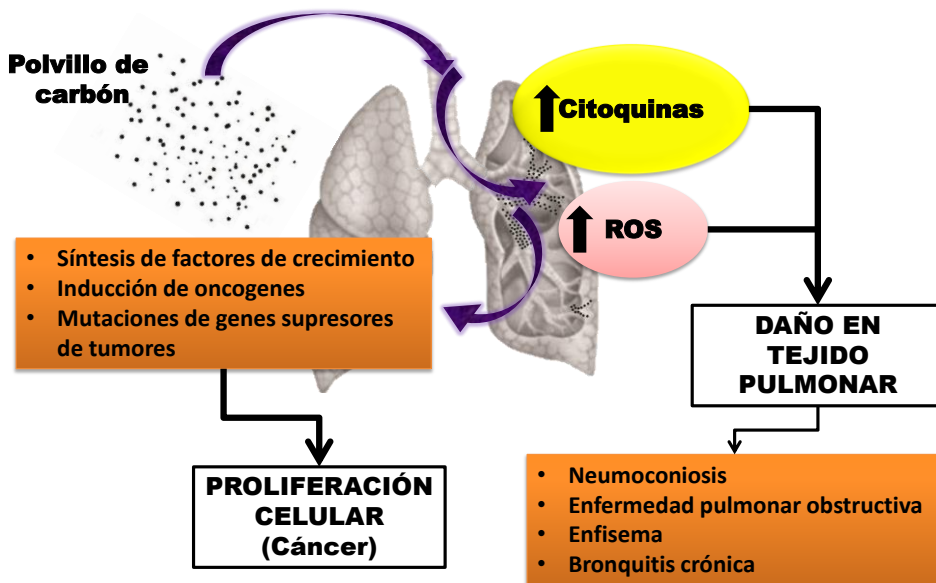 Polvillo de
carbón
Citoquinas
ROS
• Síntesis de factores de crecimiento
• Inducción de oncogenes
• Mutaciones de genes supresores
de tumores
DAÑO EN
TEJIDO
PULMONAR
PROLIFERACIÓN
CELULAR
(Cáncer)
• Neumoconiosis
• Enfermedad pulmonar obstructiva
• Enfisema
• Bronquitis crónica